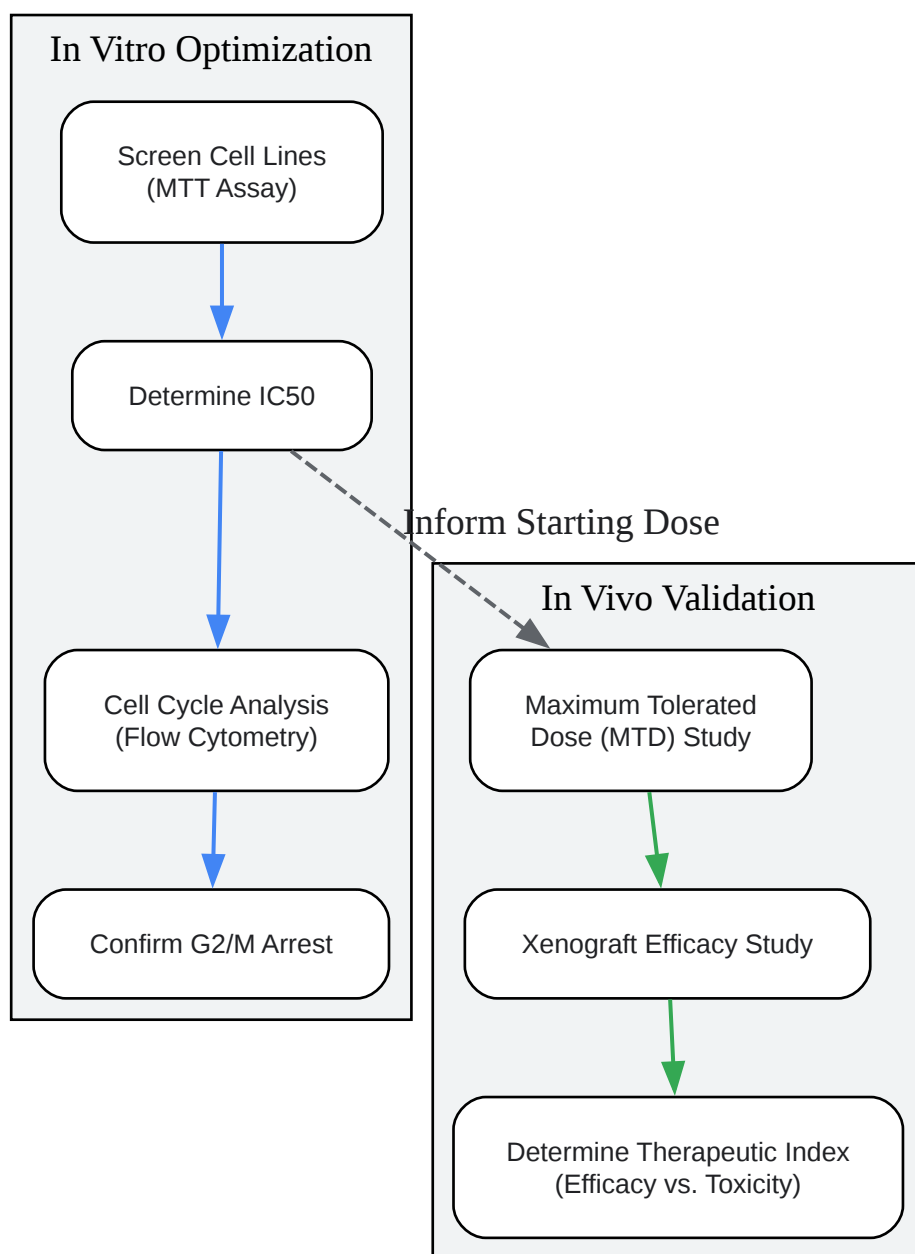 In Vitro Optimization
Screen Cell Lines
(MTT Assay)
Determine IC50
Inform Starting Dose
In Vivo Validation
Cell Cycle Analysis
(Flow Cytometry)
Maximum Tolerated
Dose (MTD) Study
Confirm G2/M Arrest
Xenograft Efficacy Study
Determine Therapeutic Index
(Efficacy vs. Toxicity)